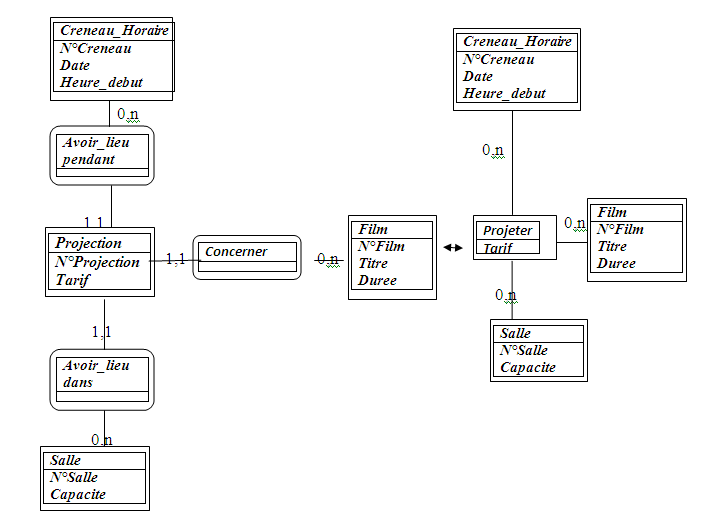 Creneau_Horaire
N°Creneau
Date
Heure_debut
0,n
Avoir_lieu
pendant
1,1
Projection
N°Projection
Tarif
1,1
Concerner
0,n
Film
N°Film
Titre
Duree
1,1
Avoir_lieu
dans
0,n
Salle
N°Salle
Capacite
Creneau_Horaire
N°Creneau
Date
Heure_debut
0,n
Projeter
Tarif
0,n
Film
N°Film
Titre
Duree
0,n
Salle
N°Salle
Capacite